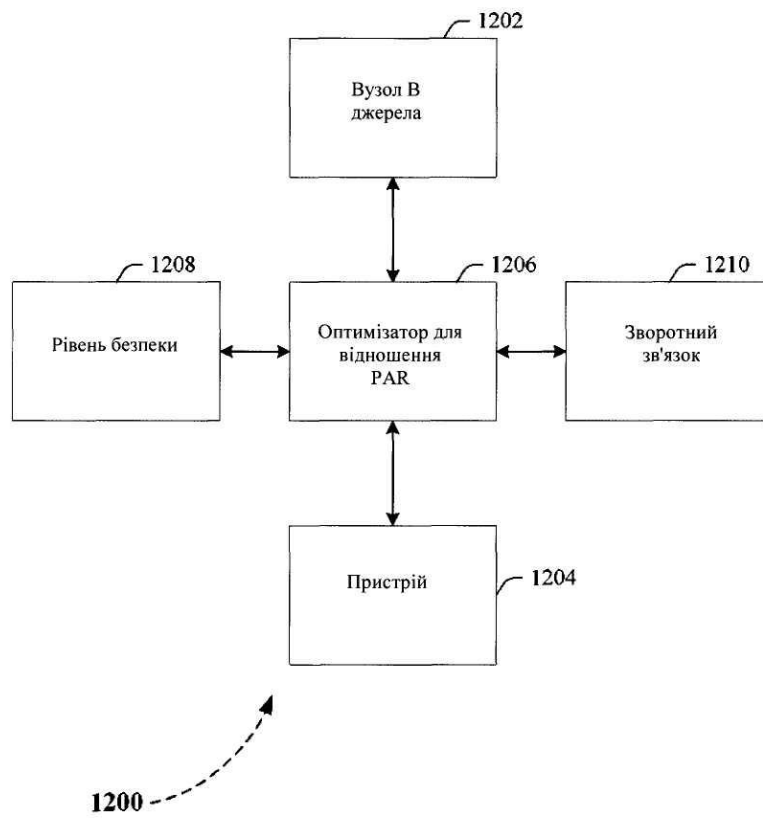 1202
Вузол В
джерела
1208
1206
1210
Рівень безпеки
Оптимізатор для
відношення
PAR
Зворотний
зв'язок
Пристрій
1204
1200